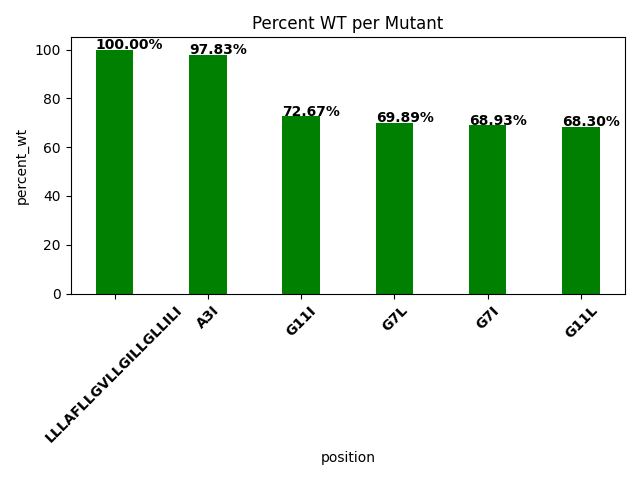 Percent WT per Mutant
100.00%
97.83%
72.67%
69.89%
68.93%
68.30%
percent_wt
100
80
60
40
20
0
LLLAFLLGVLLGILLGLLILI
A3I
G11I
G7L
G7I
G11L
position